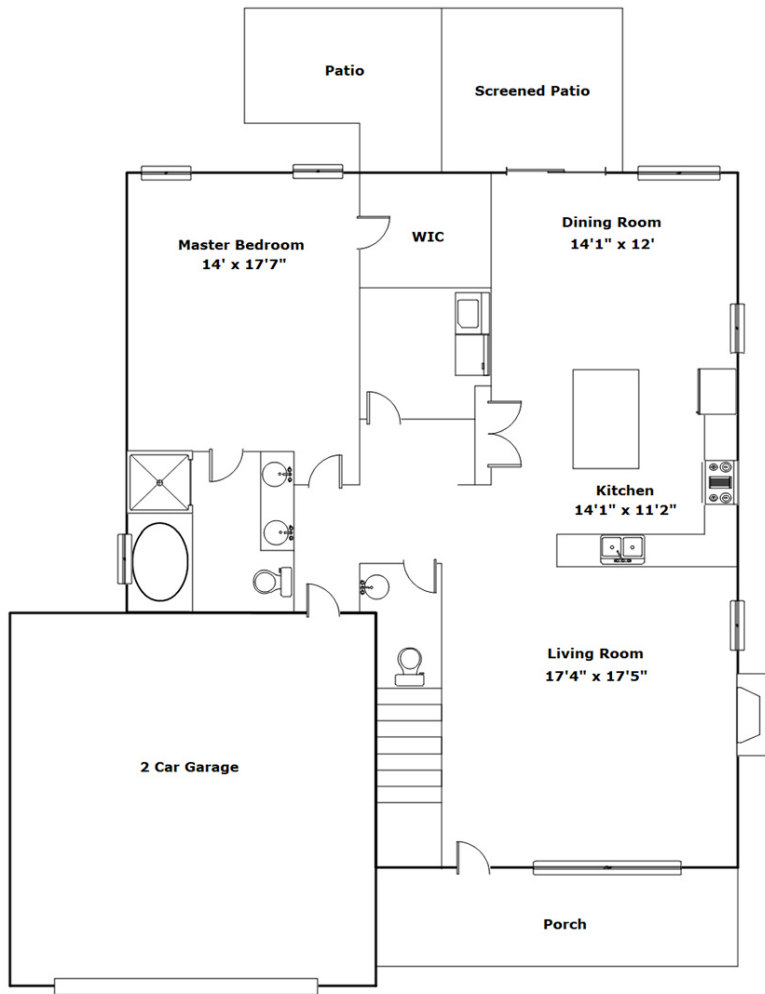 Patio
Screened Patio
Master Bedroom
14' x 17'7"
WIC
Dining Room
14'1" x 12'
Kitchen
14'1" x 11'2"
Living Room
17'4" x 17'5"
2 Car Garage
Porch